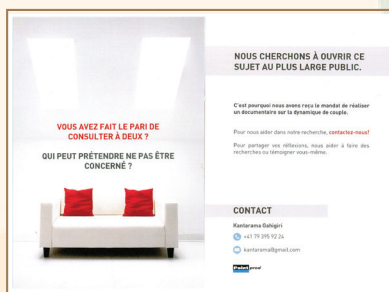 VOUS AVEZ FAIT LE PARI DE
CONSULTER À DEUX ?
QUI PEUT PRÉTENDRE NE PAS ÊTRE
CONCERNÉ ?
NOUS CHERCHONS À OUVRIR CE
SUJET AU PLUS LARGE PUBLIC.
C'est pourquoi nous avons reçu le mandat de réaliser
un documentaire sur la dynamique de couple.
Pour nous aider dans notre recherche, contactez-nous!
Pour partager vos réflexions, nous aider à faire des
recherches ou témoigner vous-même.
CONTACT
Kantarama Gahigiri
+41 79 395 92 24
kantarama@gmail.com
Point prod